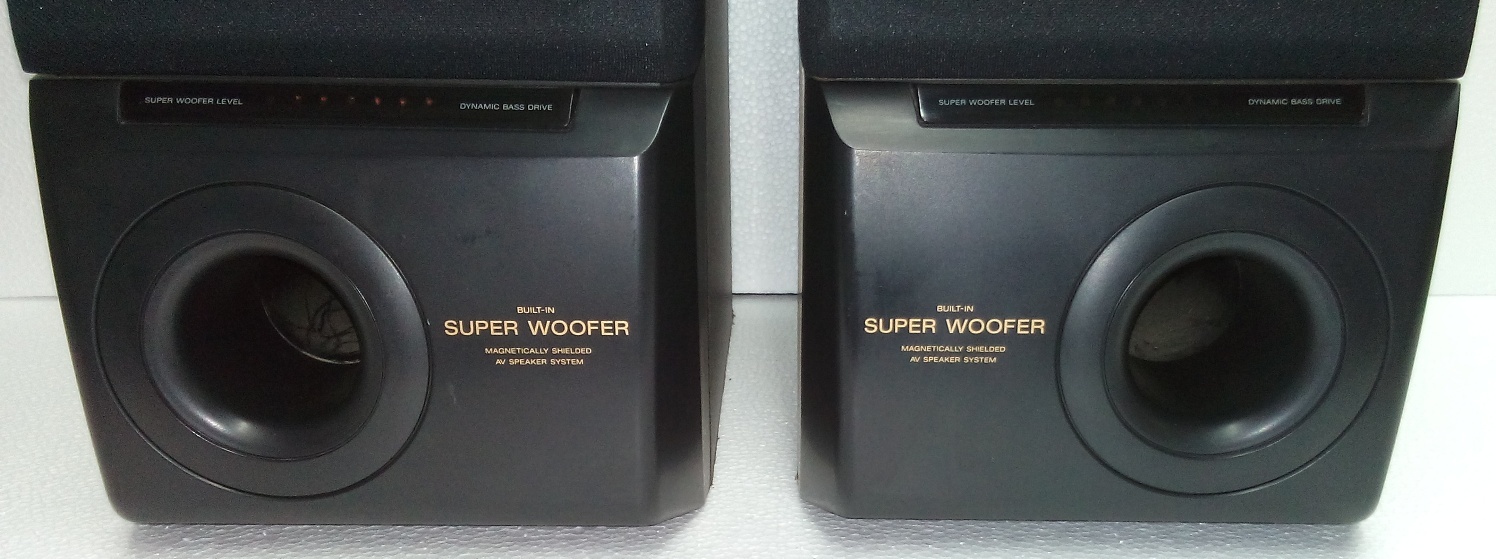 SUPER WOOFER LEVEL
DYNAMIC BASS DRIVE
BUILT-IN
SUPER WOOFER
MAGNETICALLY SHIELDED
AV SPEAKER SYSTEM
SUPER WOOFER LEVEL
DYNAMIC BASS DRIVE
BUILT-IN
SUPER WOOFER
MAGNETICALLY SHIELDED
AV SPEAKER SYSTEM